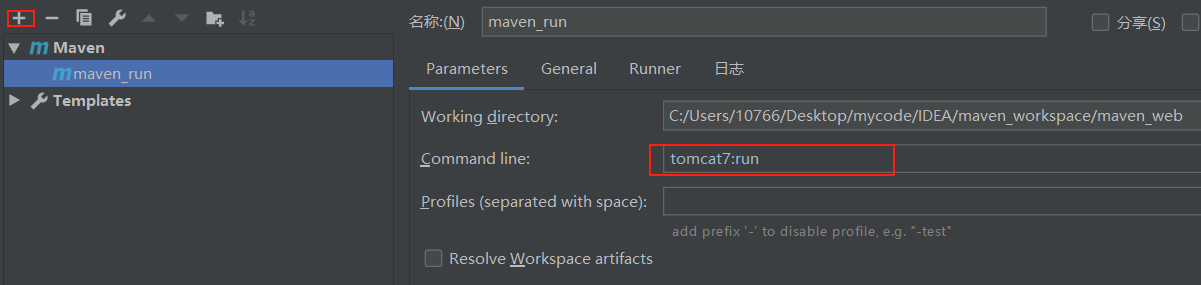 名称:(N) maven_run 分享(S)
Maven
maven_run
Templates
Parameters General Runner 日志
Working directory: C:/Users/10766/Desktop/mycode/IDEA/maven_workspace/maven_web
Command line: tomcat7:run
Profiles (separated with space):
add prefix '-' to disable profile, e.g. "-test"
Resolve Workspace artifacts